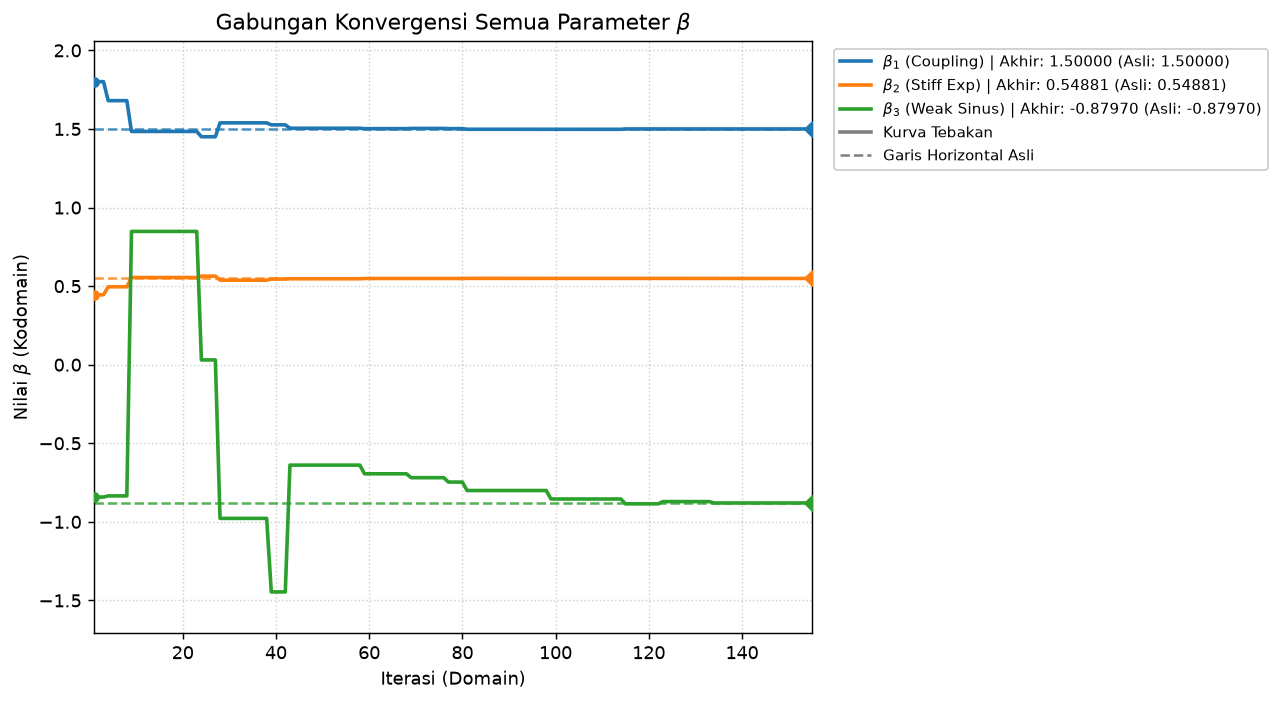 Gabungan Konvergensi Semua Parameter β
β₁ (Coupling) | Akhir: 1.50000 (Asli: 1.50000)
β₂ (Stiff Exp) | Akhir: 0.54881 (Asli: 0.54881)
β₃ (Weak Sinus) | Akhir: -0.87970 (Asli: -0.87970)
Kurva Tebakan
Garis Horizontal Asli
Nilai β (Kodomain)
2.0
1.5
1.0
0.5
0.0
−0.5
−1.0
−1.5
20 40 60 80 100 120 140
Iterasi (Domain)